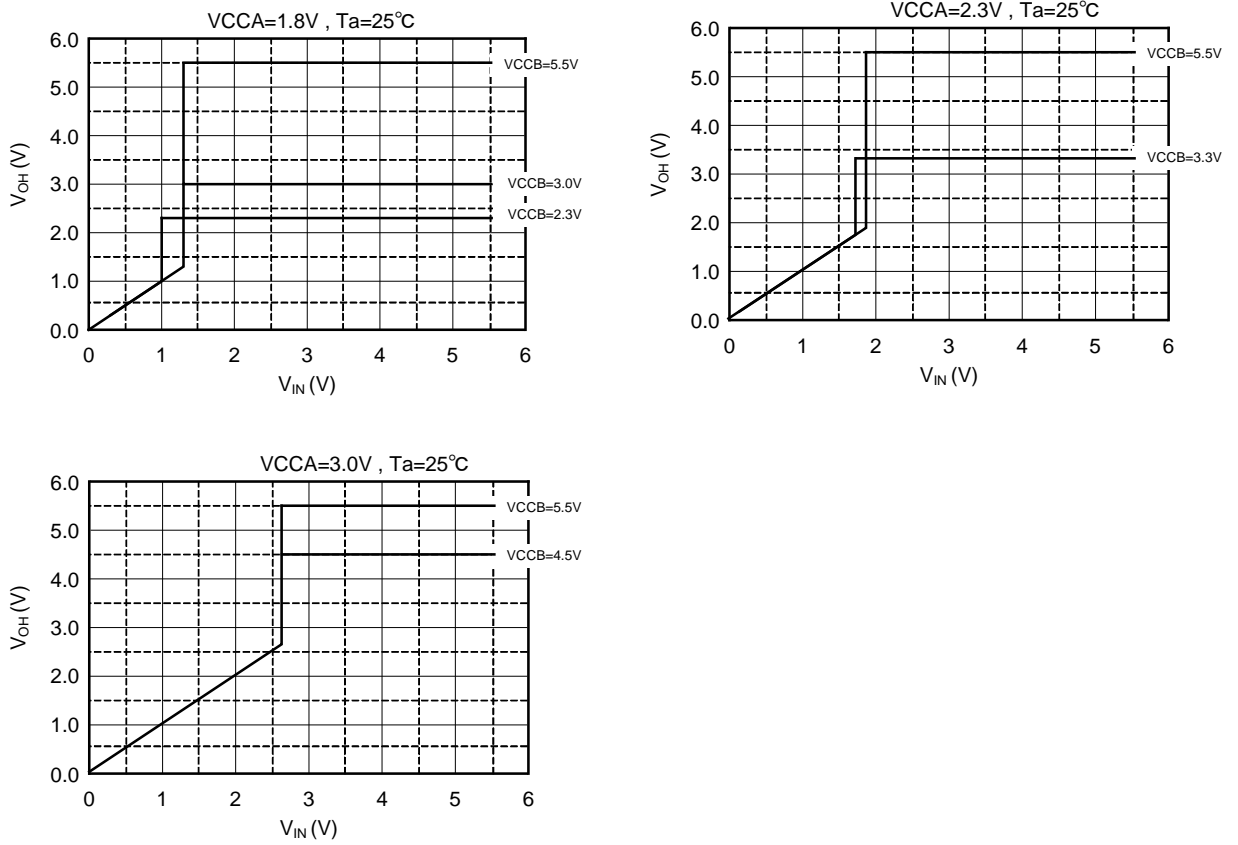 VCCA=1.8V , Ta=25℃
6.0
5.0
4.0
3.0
2.0
1.0
0.0
VOH (V)
VCCB=5.5V
VCCB=3.0V
VCCB=2.3V
0 1 2 3 4 5 6
VIN (V)
VCCA=2.3V , Ta=25℃
6.0
5.0
4.0
3.0
2.0
1.0
0.0
VOH (V)
VCCB=5.5V
VCCB=3.3V
0 1 2 3 4 5 6
VIN (V)
VCCA=3.0V , Ta=25℃
6.0
5.0
4.0
3.0
2.0
1.0
0.0
VOH (V)
VCCB=5.5V
VCCB=4.5V
0 1 2 3 4 5 6
VIN (V)